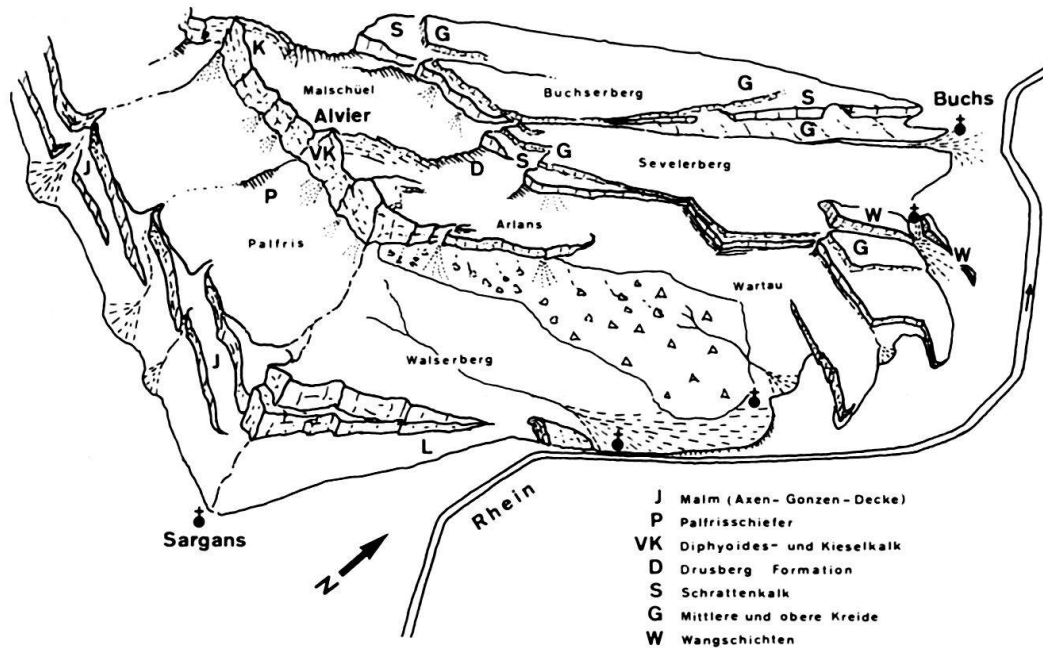 S
G
K
Malschüel
Alvier
Buchserberg
G
S
G
Buchs
VK
D
S
G
Sevelerberg
J
P
Palfris
Arlans
W
W
G
Wartau
J
Walserberg
L
Sargans
N
Rhein
J Malm (Axen-Gonzen-Decke)
P Palfrisschiefer
VK Diphyoides- und Kieselkalk
D Drusberg Formation
S Schrattenkalk
G Mittlere und obere Kreide
W Wangschichten